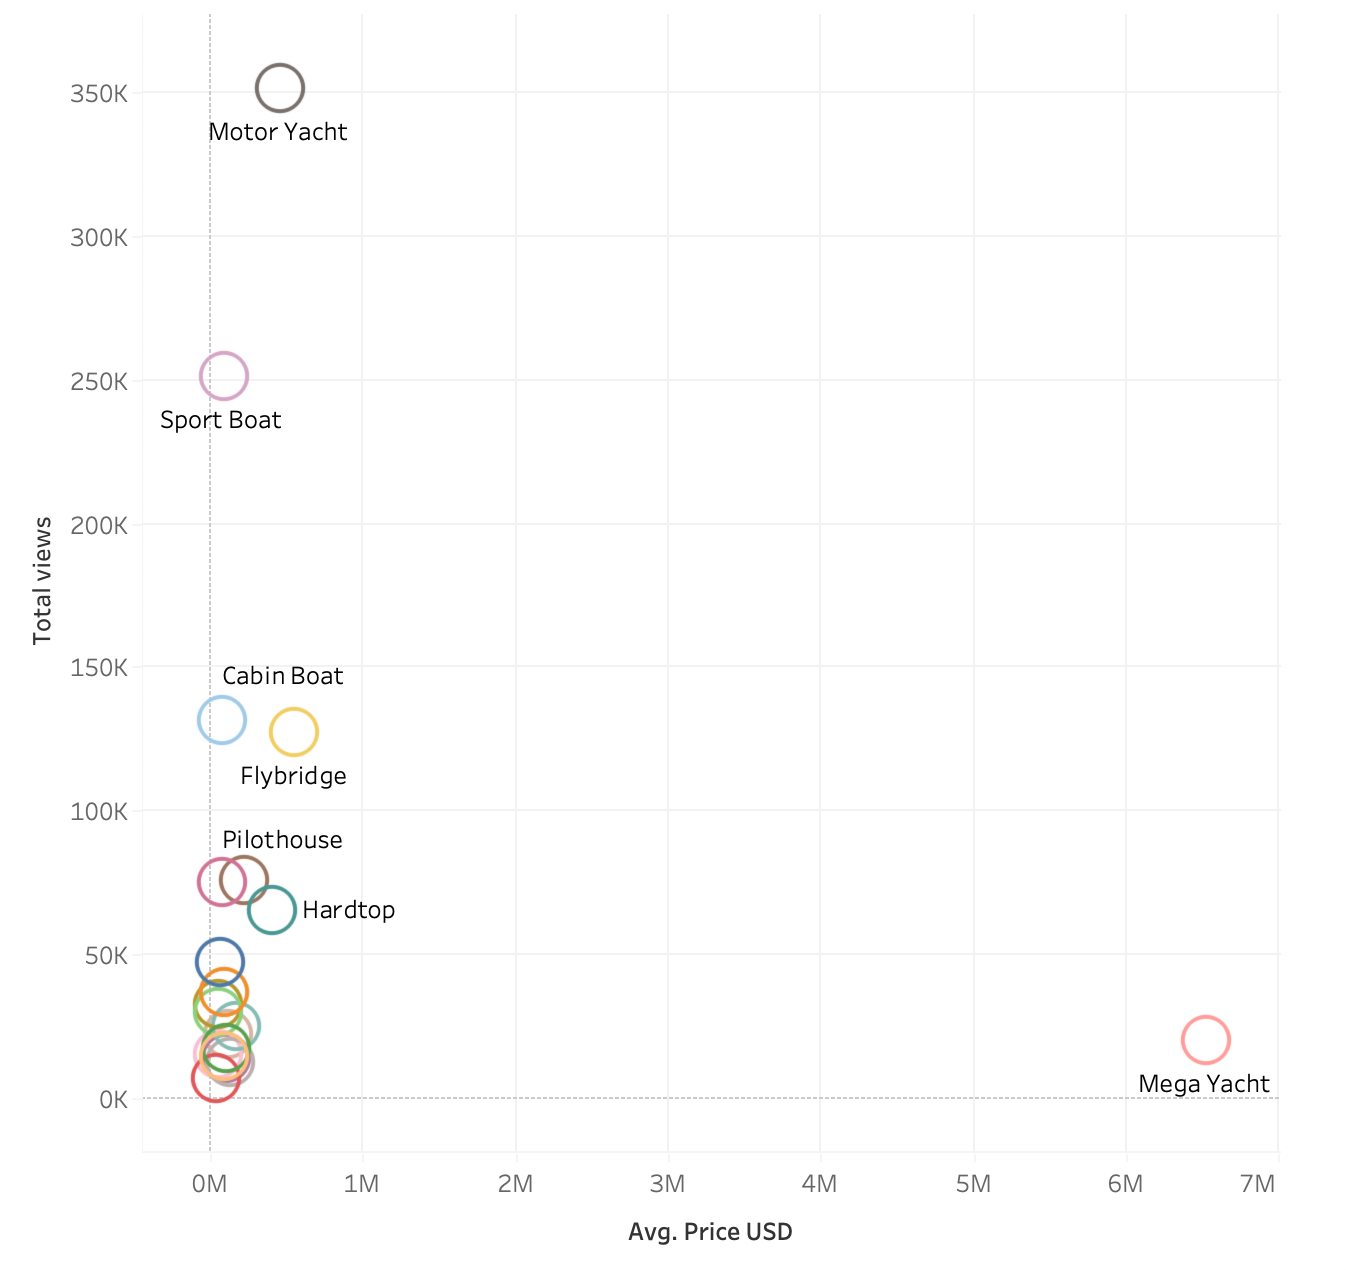 350K
Motor Yacht
300K
250K
Sport Boat
200K
Total views
150K
Cabin Boat
Flybridge
100K
Pilothouse
Hardtop
50K
Mega Yacht
0K
0M 1M 2M 3M 4M 5M 6M 7M
Avg. Price USD